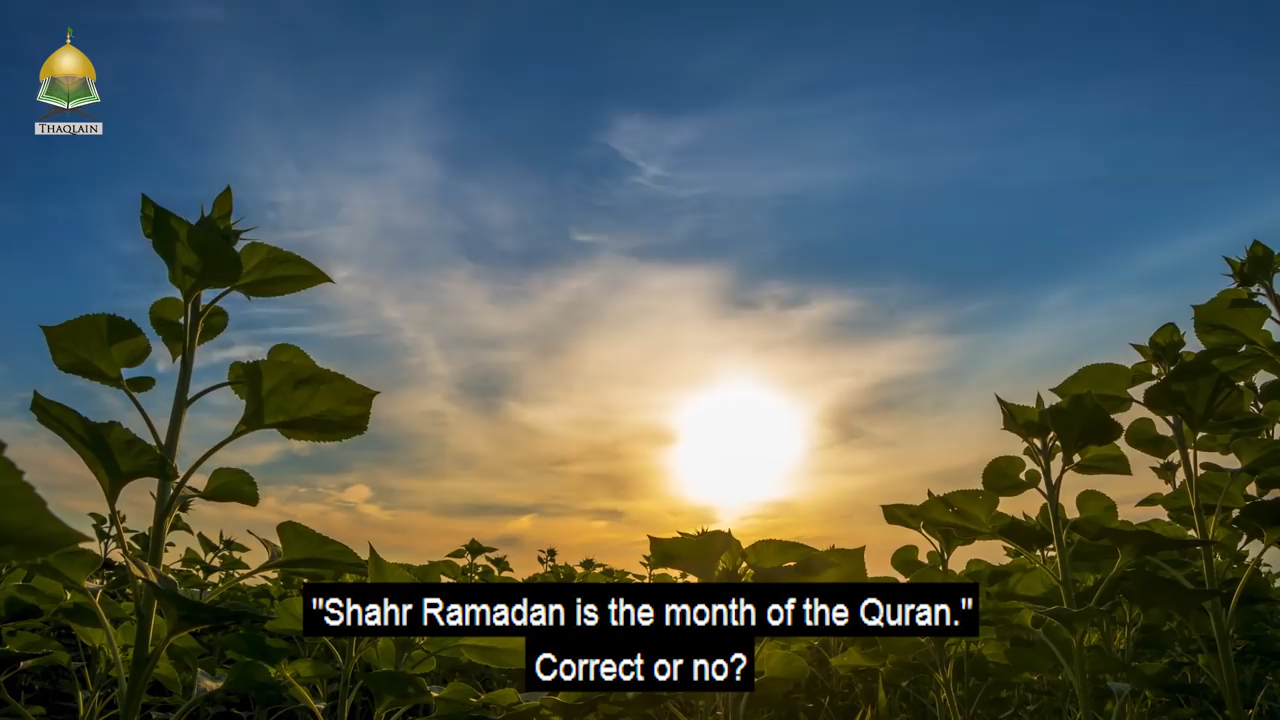 THAQLAIN
"Shahr Ramadan is the month of the Quran."
Correct or no?